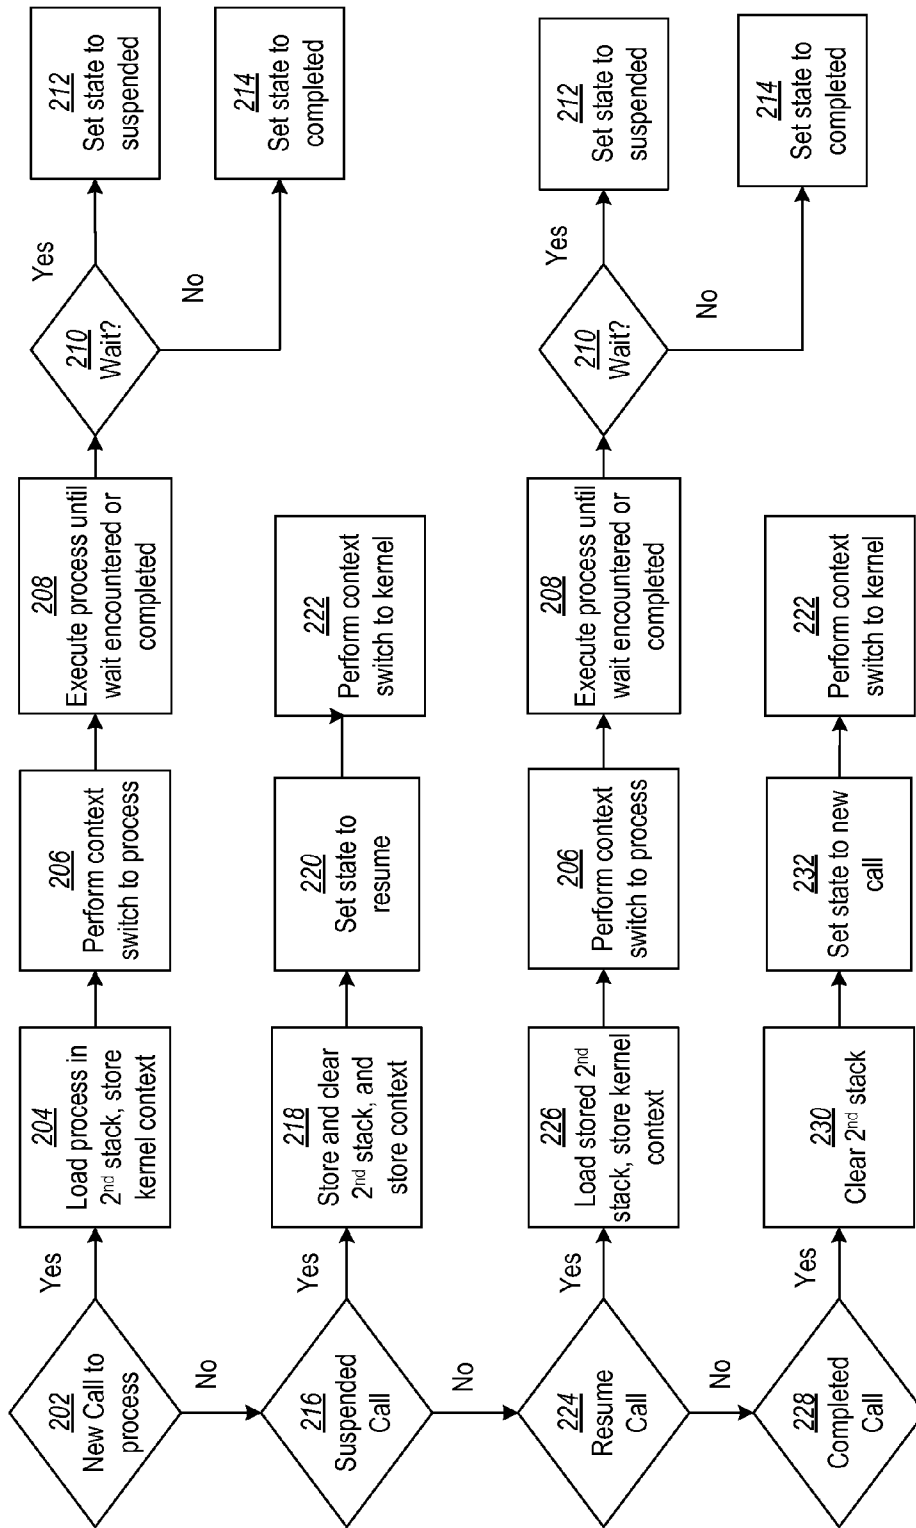 202
New Call to
process
Yes
No
204
Load process in
2nd stack, store
kernel context
206
Perform context
switch to process
208
Execute process until
wait encountered or
completed
210
Wait?
Yes
No
212
Set state to
suspended
214
Set state to
completed
216
Suspended
Call
Yes
No
218
Store and clear
2nd stack, and
store context
220
Set state to
resume
222
Perform context
switch to kernel
224
Resume
Call
Yes
No
226
Load stored 2nd
stack, store kernel
context
206
Perform context
switch to process
208
Execute process until
wait encountered or
completed
210
Wait?
Yes
No
212
Set state to
suspended
214
Set state to
completed
228
Completed
Call
Yes
230
Clear 2nd stack
232
Set state to new
call
222
Perform context
switch to kernel